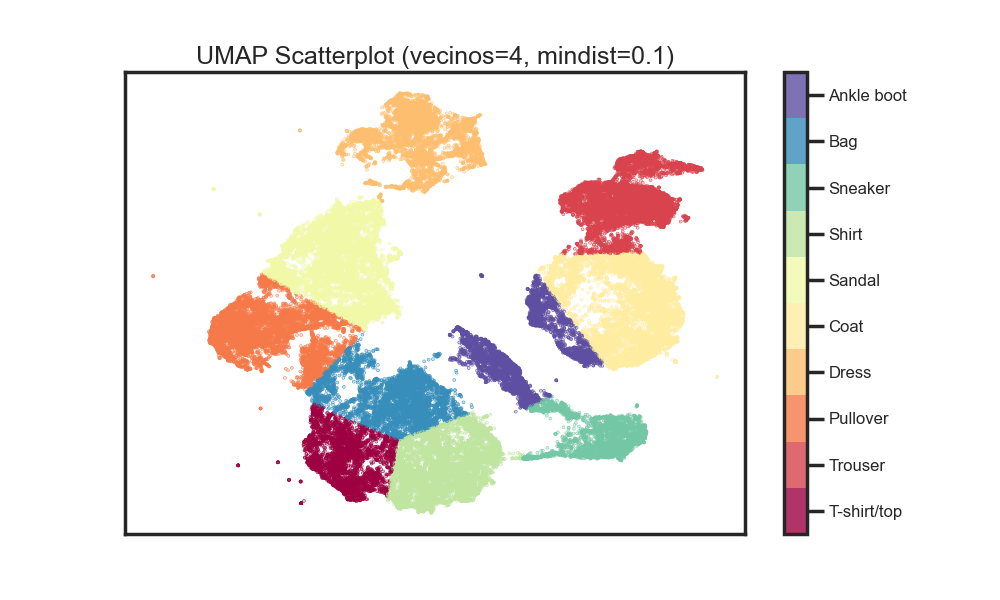 UMAP Scatterplot (vecinos=4, mindist=0.1)
Ankle boot
Bag
Sneaker
Shirt
Sandal
Coat
Dress
Pullover
Trouser
T-shirt/top